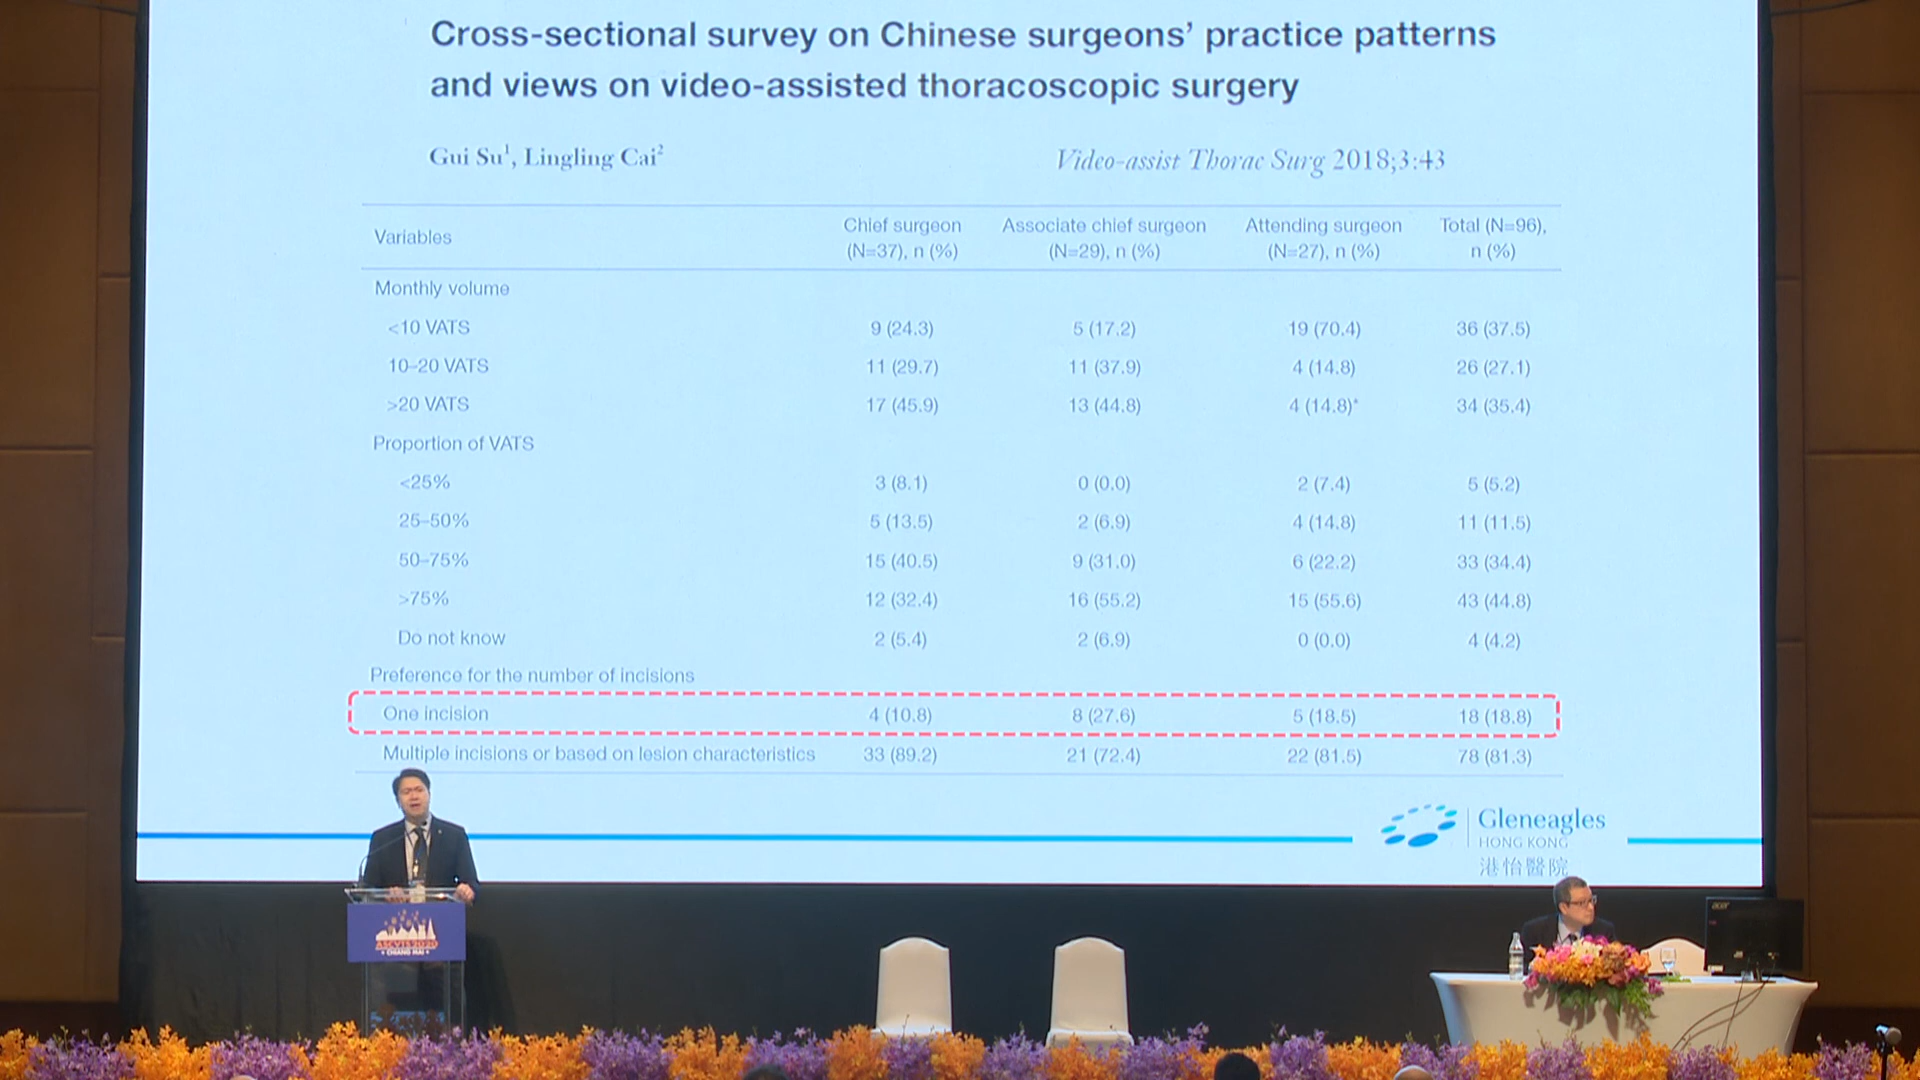 Cross-sectional survey on Chinese surgeons’ practice patterns
and views on video-assisted thoracoscopic surgery
Gui Su¹, Lingling Cai²
Video-assist Thorac Surg 2018;3:43
Variables Chief surgeon (N=37), n (%) Associate chief surgeon (N=29), n (%) Attending surgeon (N=27), n (%) Total (N=96), n (%)
Monthly volume
<10 VATS 9 (24.3) 5 (17.2) 19 (70.4) 36 (37.5)
10–20 VATS 11 (29.7) 11 (37.9) 4 (14.8) 26 (27.1)
>20 VATS 17 (45.9) 13 (44.8) 4 (14.8)* 34 (35.4)
Proportion of VATS
<25% 3 (8.1) 0 (0.0) 2 (7.4) 5 (5.2)
25–50% 5 (13.5) 2 (6.9) 4 (14.8) 11 (11.5)
50–75% 15 (40.5) 9 (31.0) 6 (22.2) 33 (34.4)
>75% 12 (32.4) 16 (55.2) 15 (55.6) 43 (44.8)
Do not know 2 (5.4) 2 (6.9) 0 (0.0) 4 (4.2)
Preference for the number of incisions
One incision 4 (10.8) 8 (27.6) 5 (18.5) 18 (18.8)
Multiple incisions or based on lesion characteristics 33 (89.2) 21 (72.4) 22 (81.5) 78 (81.3)
Gleneagles
HONG KONG
港怡醫院
ASCVTS 2020
• CHIANG MAI •
acer